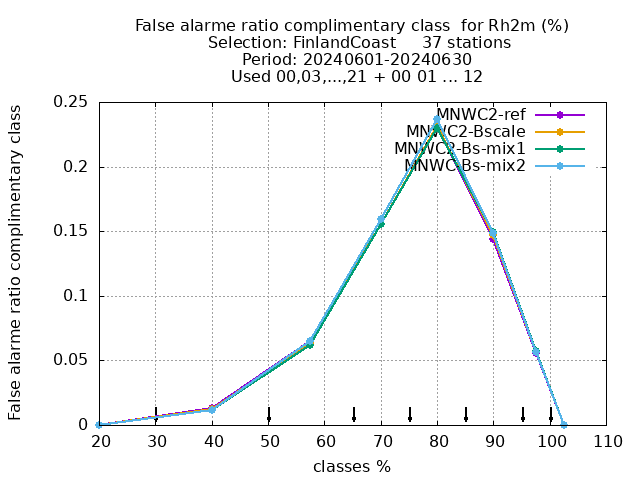 False alarme ratio complimentary class  for Rh2m (%)
Selection: FinlandCoast     37 stations
Period: 20240601-20240630
Used 00,03,...,21 + 00 01 ... 12
False alarme ratio complimentary class
0.25
0.2
0.15
0.1
0.05
0
MNWC2-ref
MNWC2-Bscale
MNWC2-Bs-mix1
MNWC-Bs-mix2
20 30 40 50 60 70 80 90 100 110
classes %